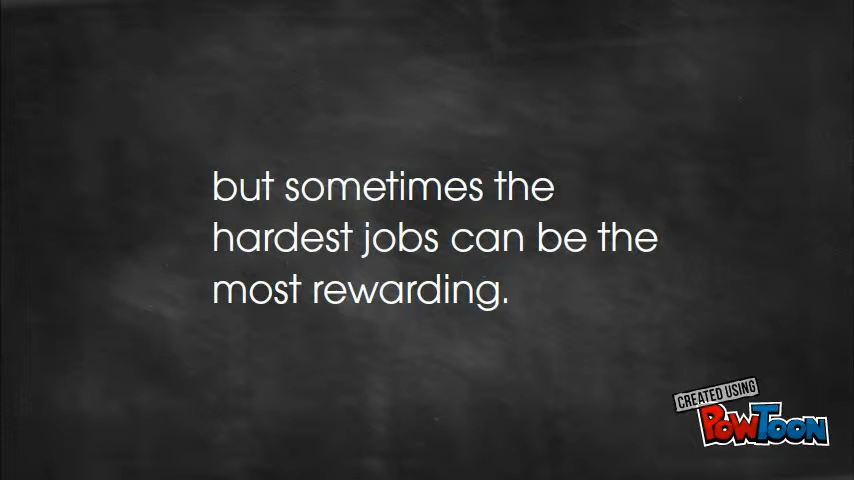 but sometimes the
hardest jobs can be the
most rewarding.
CREATED USING
POWTOON